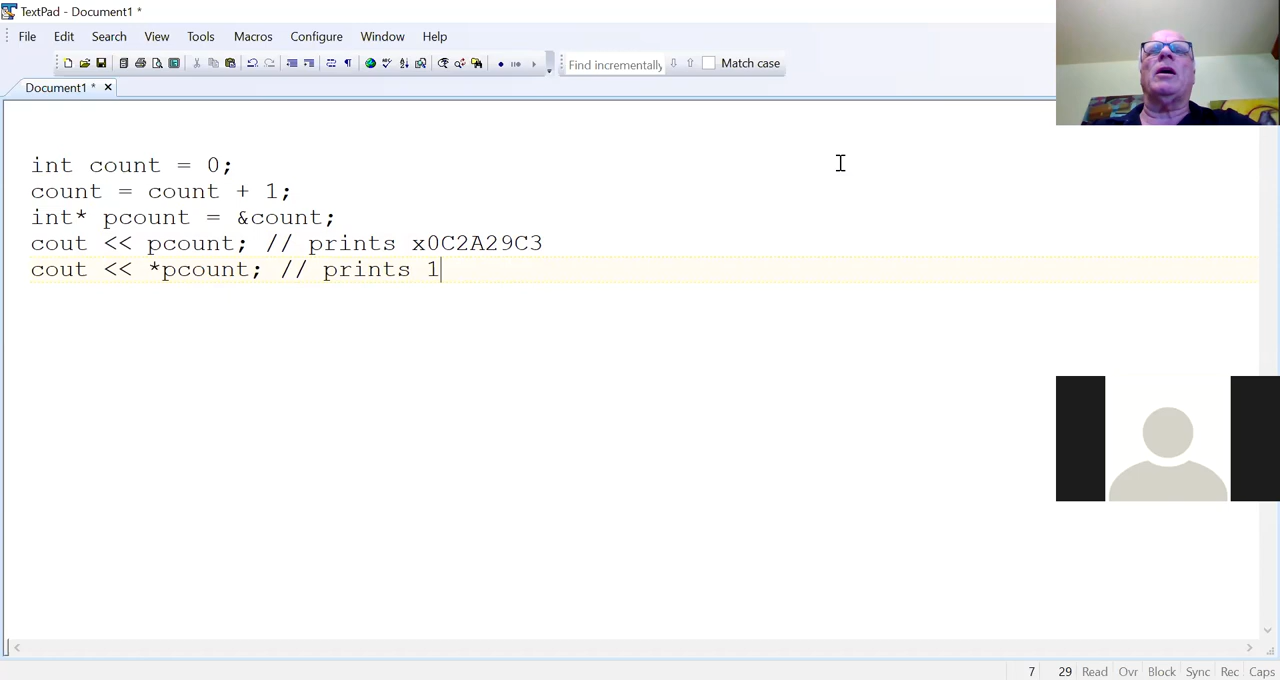 TextPad - Document1 *
File Edit Search View Tools Macros Configure Window Help
Find incrementally Match case
Document1 *
int count = 0;
count = count + 1;
int* pcount = &count;
cout << pcount; // prints x0C2A29C3
cout << *pcount; // prints 1
7 29 Read Ovr Block Sync Rec Caps